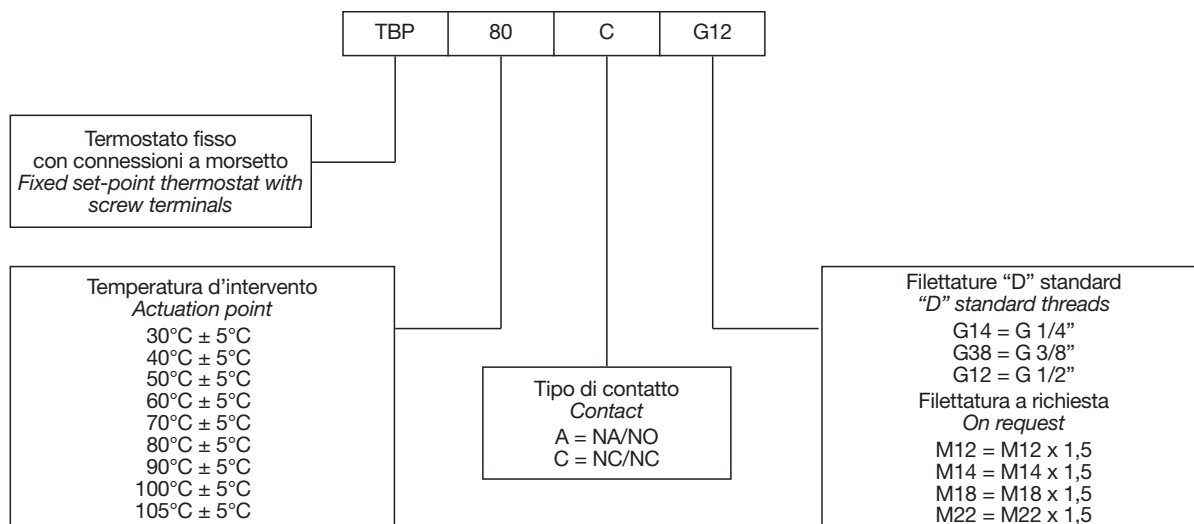 TBP 80 C G12
Termostato fisso
con connessioni a morsetto
Fixed set-point thermostat with
screw terminals
Temperatura d’intervento
Actuation point
30°C ± 5°C
40°C ± 5°C
50°C ± 5°C
60°C ± 5°C
70°C ± 5°C
80°C ± 5°C
90°C ± 5°C
100°C ± 5°C
105°C ± 5°C
Tipo di contatto
Contact
A = NA/NO
C = NC/NC
Filettature “D” standard
“D” standard threads
G14 = G 1/4”
G38 = G 3/8”
G12 = G 1/2”
Filettatura a richiesta
On request
M12 = M12 x 1,5
M14 = M14 x 1,5
M18 = M18 x 1,5
M22 = M22 x 1,5